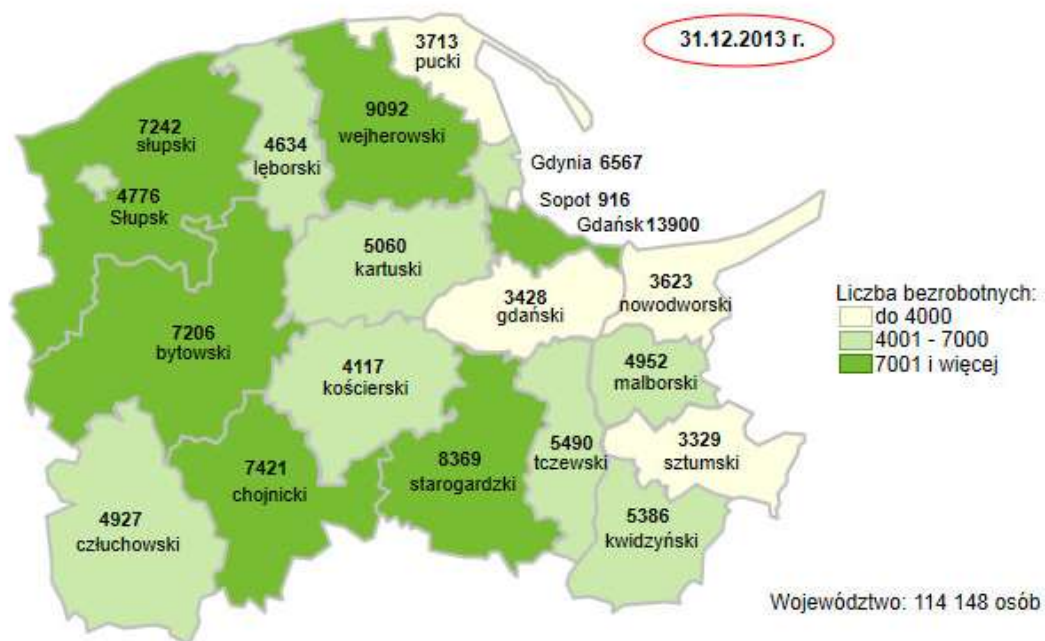 31.12.2013 r.
3713
pucki
9092
wejherowski
7242
słupski
4634
lęborski
Gdynia 6567
4776
Słupsk
Sopot 916
Gdańsk 13900
5060
kartuski
3623
nowodworski
3428
gdański
Liczba bezrobotnych:
do 4000
4001 - 7000
7001 i więcej
7206
bytowski
4117
kościerski
4952
malborski
5490
tczewski
3329
sztumski
7421
chojnicki
8369
starogardzki
4927
człuchowski
5386
kwidzyński
Województwo: 114 148 osób